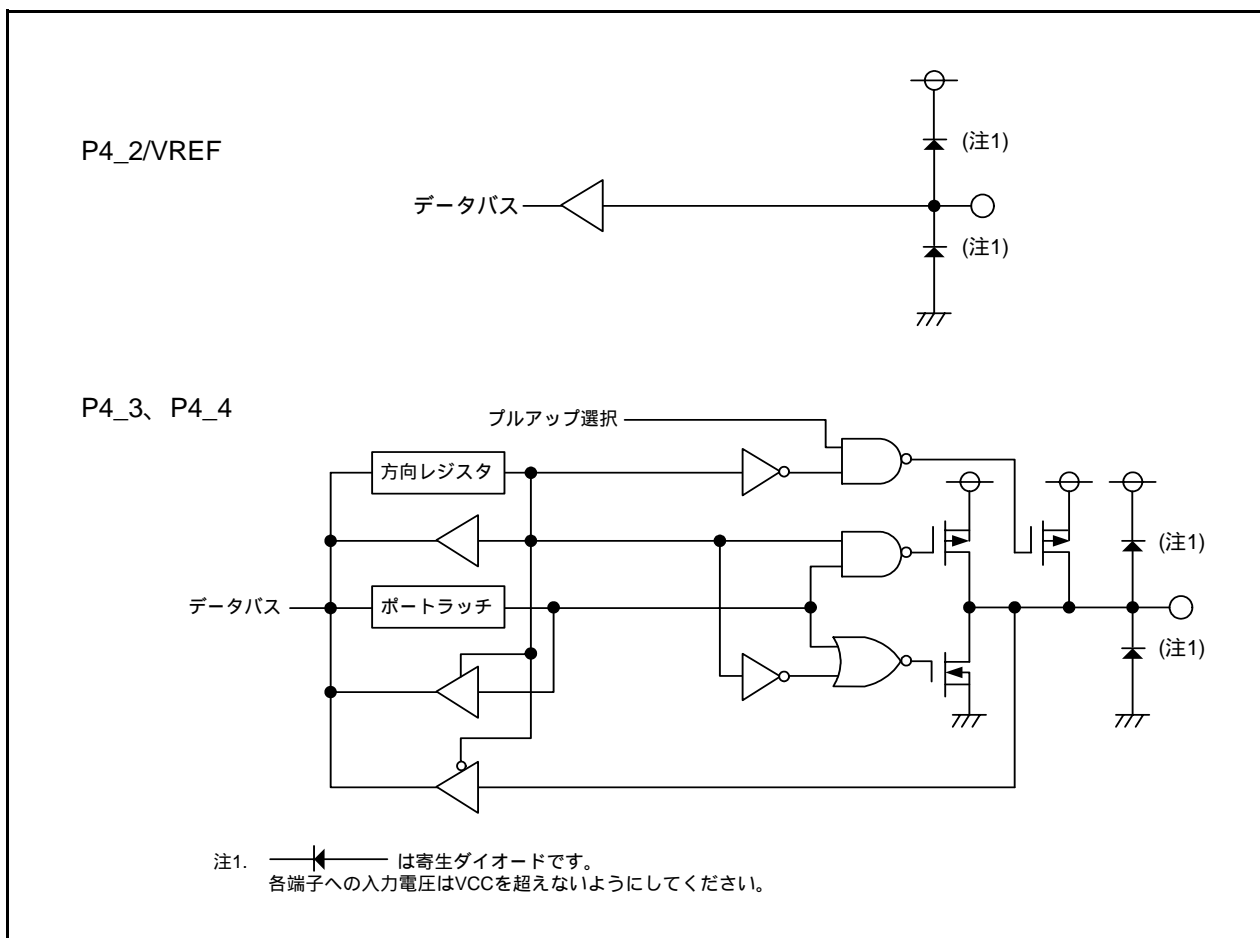 P4_2/VREF
(注1)
データバス
(注1)
P4_3、P4_4
プルアップ選択
方向レジスタ
(注1)
データバス
ポートラッチ
(注1)
注1. は寄生ダイオードです。
各端子への入力電圧はVCCを超えないようにしてください。